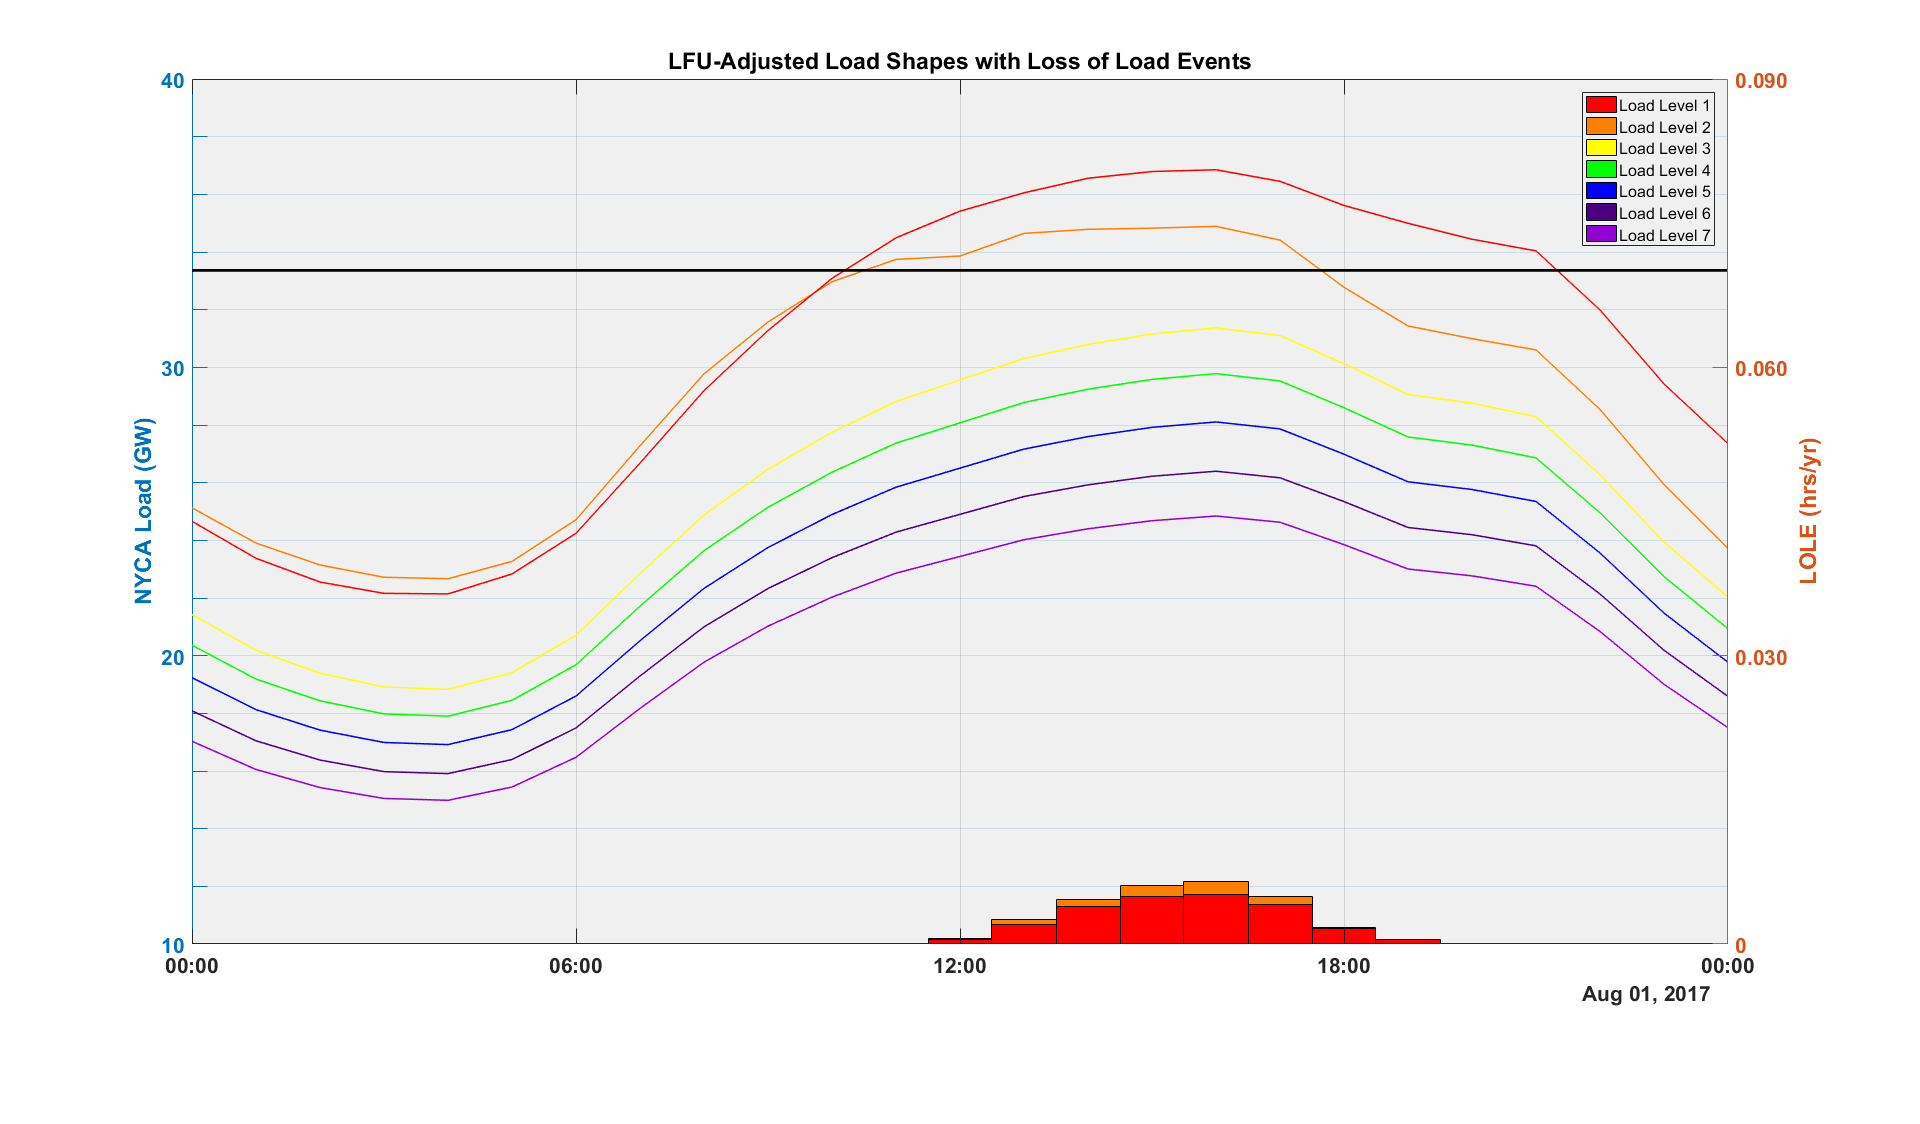 LFU-Adjusted Load Shapes with Loss of Load Events
40
30
20
10
NYCA Load (GW)
0.090
0.060
0.030
0
LOLE (hrs/yr)
Load Level 1
Load Level 2
Load Level 3
Load Level 4
Load Level 5
Load Level 6
Load Level 7
00:00 06:00 12:00 18:00 00:00
Aug 01, 2017